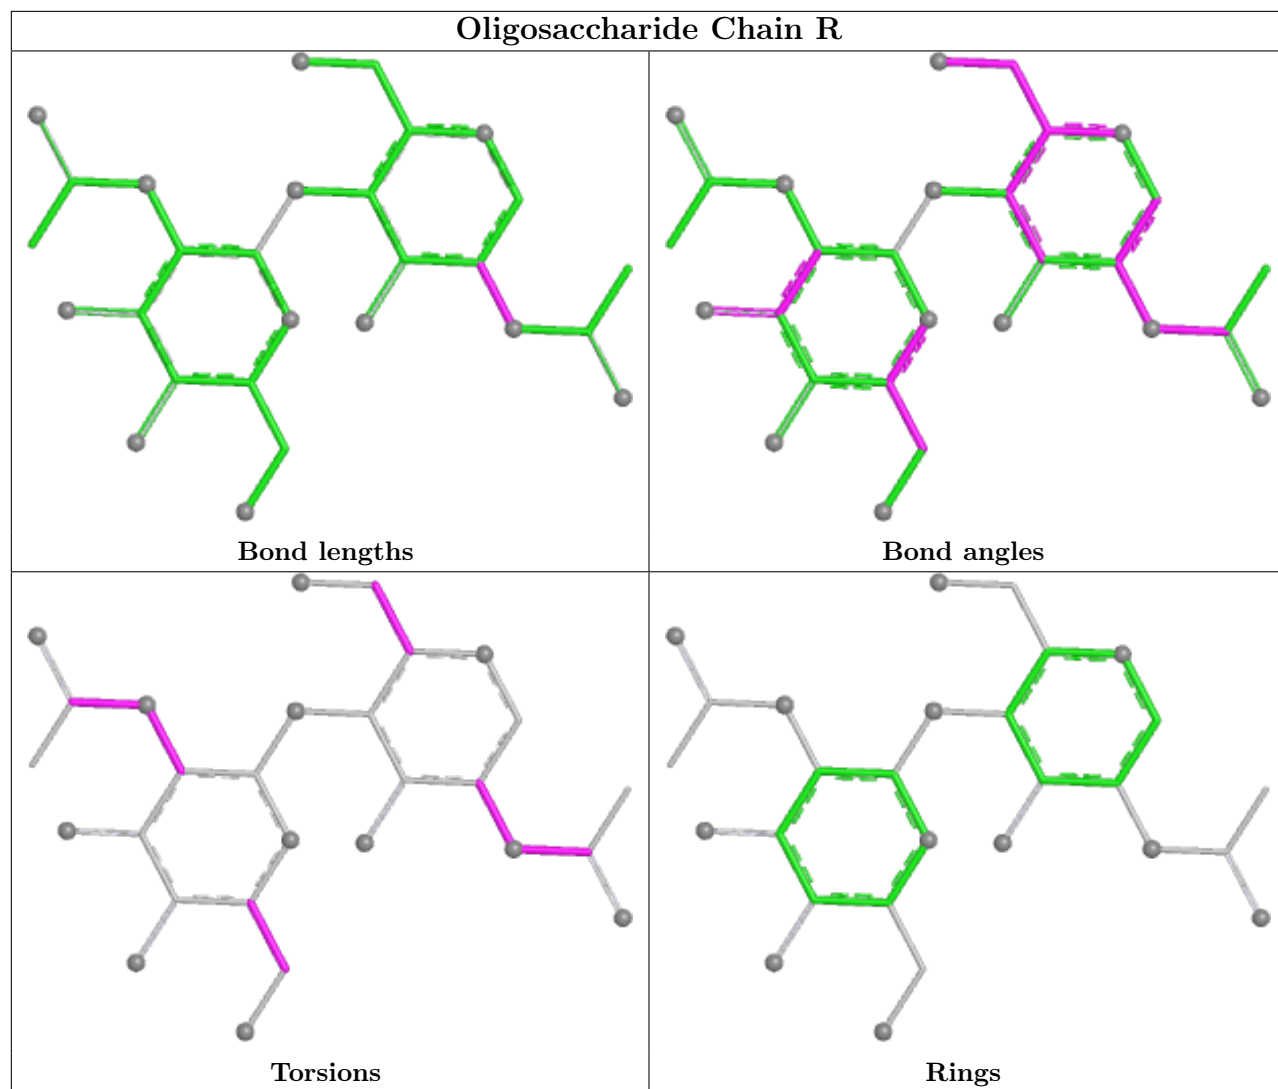 Oligosaccharide Chain R
Bond lengths
Bond angles
Torsions
Rings